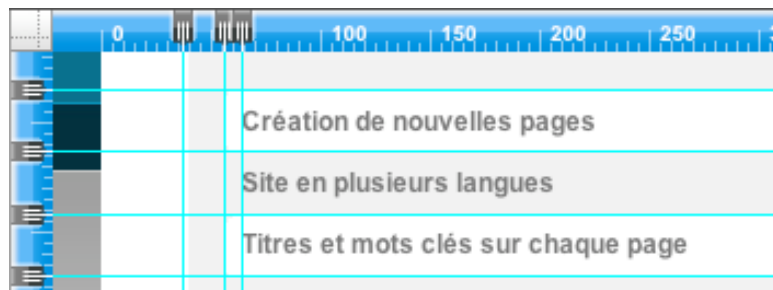 0 100 150 200 250
Création de nouvelles pages
Site en plusieurs langues
Titres et mots clés sur chaque page